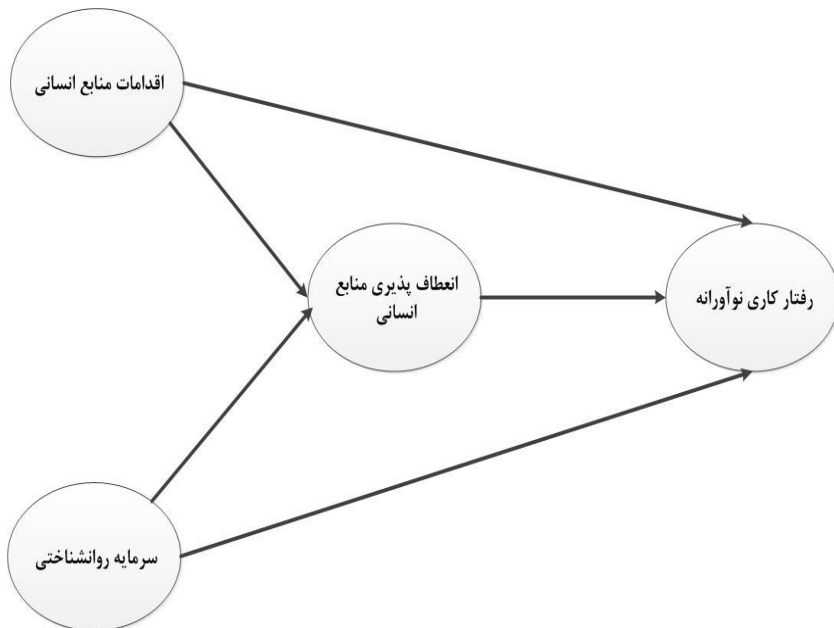 اقدامات منابع انسانی
انعطاف پذیری منابع
انسانی
رفتار کاری نوآورانه
سرمایه روانشناختی